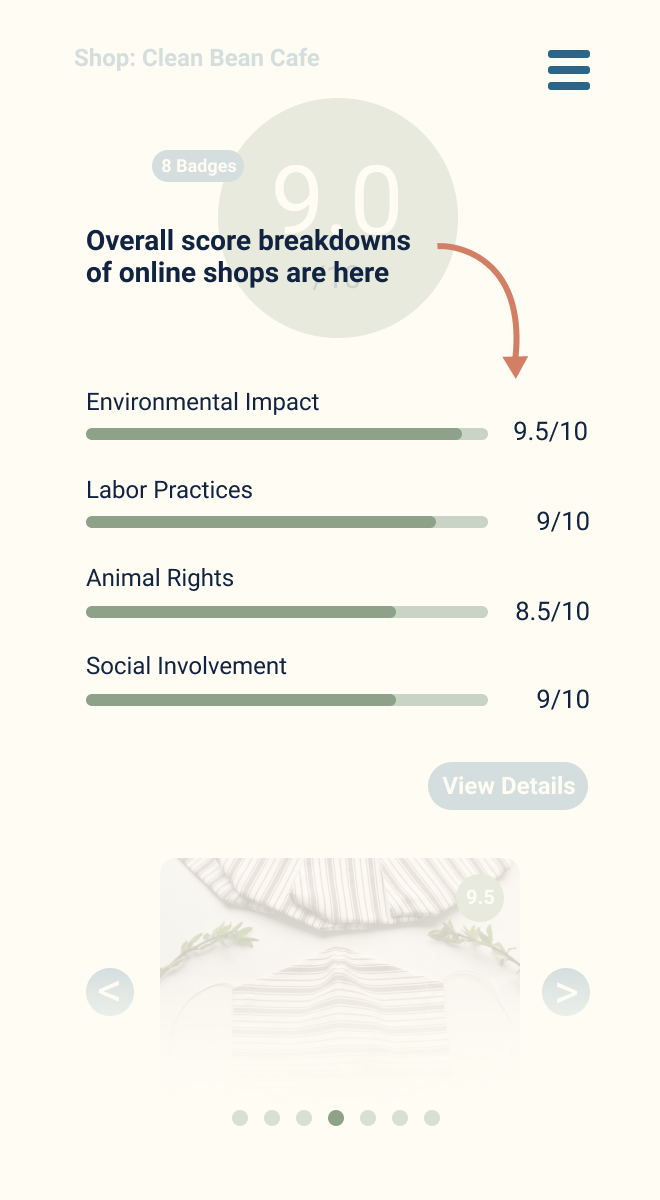 Shop: Clean Bean Cafe
8 Badges
9.0
/10
Overall score breakdowns
of online shops are here
Environmental Impact
9.5/10
Labor Practices
9/10
Animal Rights
8.5/10
Social Involvement
9/10
View Details
9.5
<
>